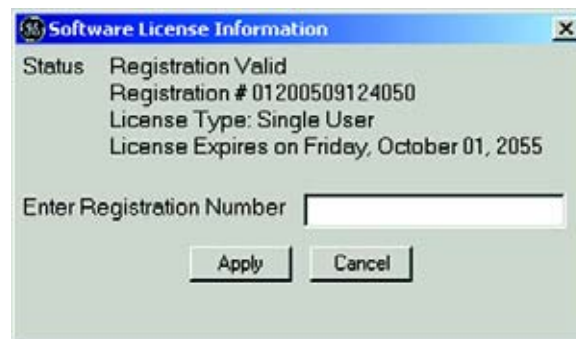 Software License Information
Status Registration Valid
Registration # 01200509124050
License Type: Single User
License Expires on Friday, October 01, 2055
Enter Registration Number
Apply Cancel